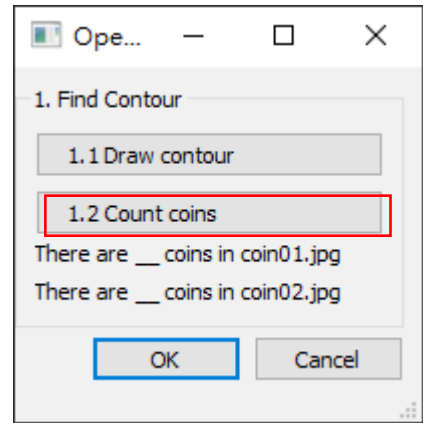 Ope...
1. Find Contour
1.1 Draw contour
1.2 Count coins
There are __ coins in coin01.jpg
There are __ coins in coin02.jpg
OK Cancel